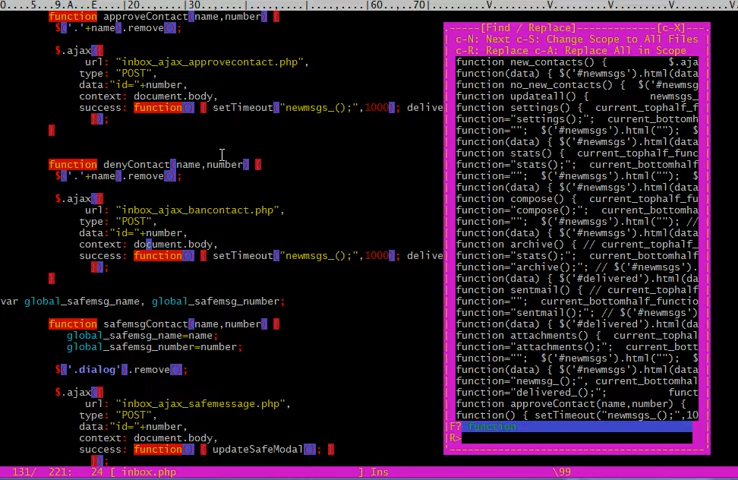 0...5...9.A...E.....20........30........40........50........60.....70
function approveContact(name,number) {
$('.'+name).remove();
$.ajax({
url: "inbox_ajax_approvecontact.php",
type: "POST",
data:"id="+number,
context: document.body,
success: function() { setTimeout("newmsgs_();",1000); deliv
});
}
function denyContact(name,number) {
$('.'+name).remove();
$.ajax({
url: "inbox_ajax_bancontact.php",
type: "POST",
data:"id="+number,
context: document.body,
success: function() { setTimeout("newmsgs_();",1000); delive
});
}
var global_safemsg_name, global_safemsg_number;
function safemsgContact(name,number) {
global_safemsg_name=name;
global_safemsg_number=number;
$('.dialog').remove();
$.ajax({
url: "inbox_ajax_safemessage.php",
type: "POST",
data:"id="+number,
context: document.body,
success: function() { updateSafeModal(); }
});
131/ 221: 24 [ inbox.php ] Ins \99
[Find / Replace] [c-X]
c-N: Next c-S: Change Scope to All Files
c-R: Replace c-A: Replace All in Scope
function new_contacts() { $.aja
function(data) { $('#newmsgs').html(data
function no_new_contacts() { $('#newmsg
function updateall() { newmsgs_
function settings() { current_tophalf_f
function="settings();"; current_bottomh
function=""; $('#newmsgs').html(""); $
function(data) { $('#newmsgs').html(data
function stats() { current_tophalf_func
function="stats();"; current_bottomhalf
function=""; $('#newmsgs').html(""); $
function(data) { $('#newmsgs').html(data
function compose() { current_tophalf_fu
function="compose();"; current_bottomha
function=""; $('#newmsgs').html(""); //
function archive() { // current_tophalf_
function="stats();"; // current_bottomha
function="archive();"; // $('#newmsgs').
function(data) { $('#delivered').html(da
function sentmail() { // current_tophalf
function=""; current_bottomhalf_functio
function="sentmail();"; // $('#newmsgs')
function(data) { $('#delivered').html(da
function attachments() { current_tophal
function="attachments();"; current_bott
function=""; $('#newmsgs').html(""); $
function(data) { $('#newmsgs').html(data
function="newmsg_();", current_bottomhal
function="delivered_();"; funct
function approveContact(name,number) {
function() { setTimeout("newmsgs_();",10
F? function
R>